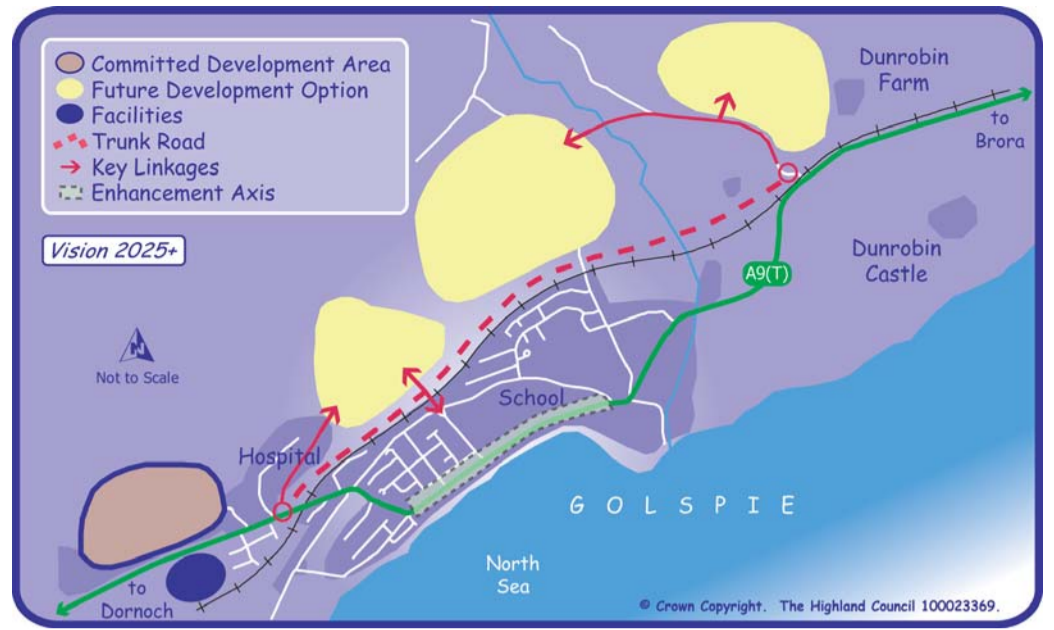 Committed Development Area
Future Development Option
Facilities
Trunk Road
Key Linkages
Enhancement Axis
Vision 2025+
N
Not to Scale
Dunrobin
Farm
to
Brora
Dunrobin
Castle
A9(T)
School
Hospital
GOLSPIE
to
Dornoch
North
Sea
© Crown Copyright. The Highland Council 100023369.